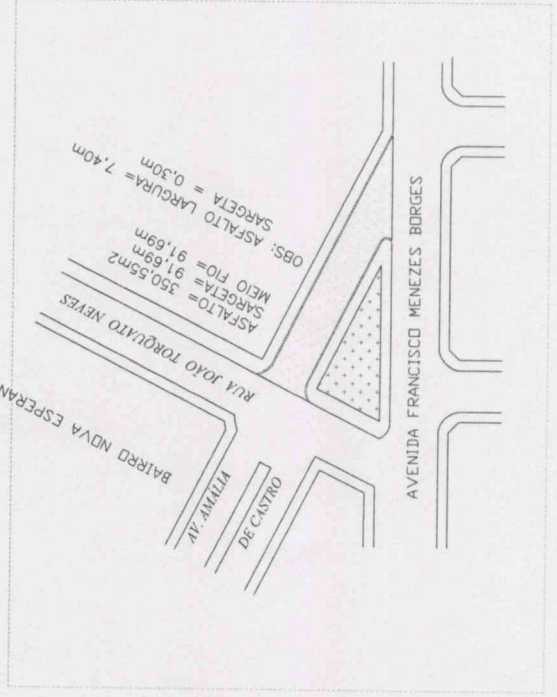 OBS: ASFALTO LARGURA= 7,40m
SARGETA = 0,30m
ASFALTO= 350,55m2
SARGETA= 91,69m
MEIO FIO= 91,69m
RUA JOÃO TORQUATO NEVES
BAIRRO NOVA ESPERAN
AV. AMALIA
DE CASTRO
AVENIDA FRANCISCO MENEZES BORGES